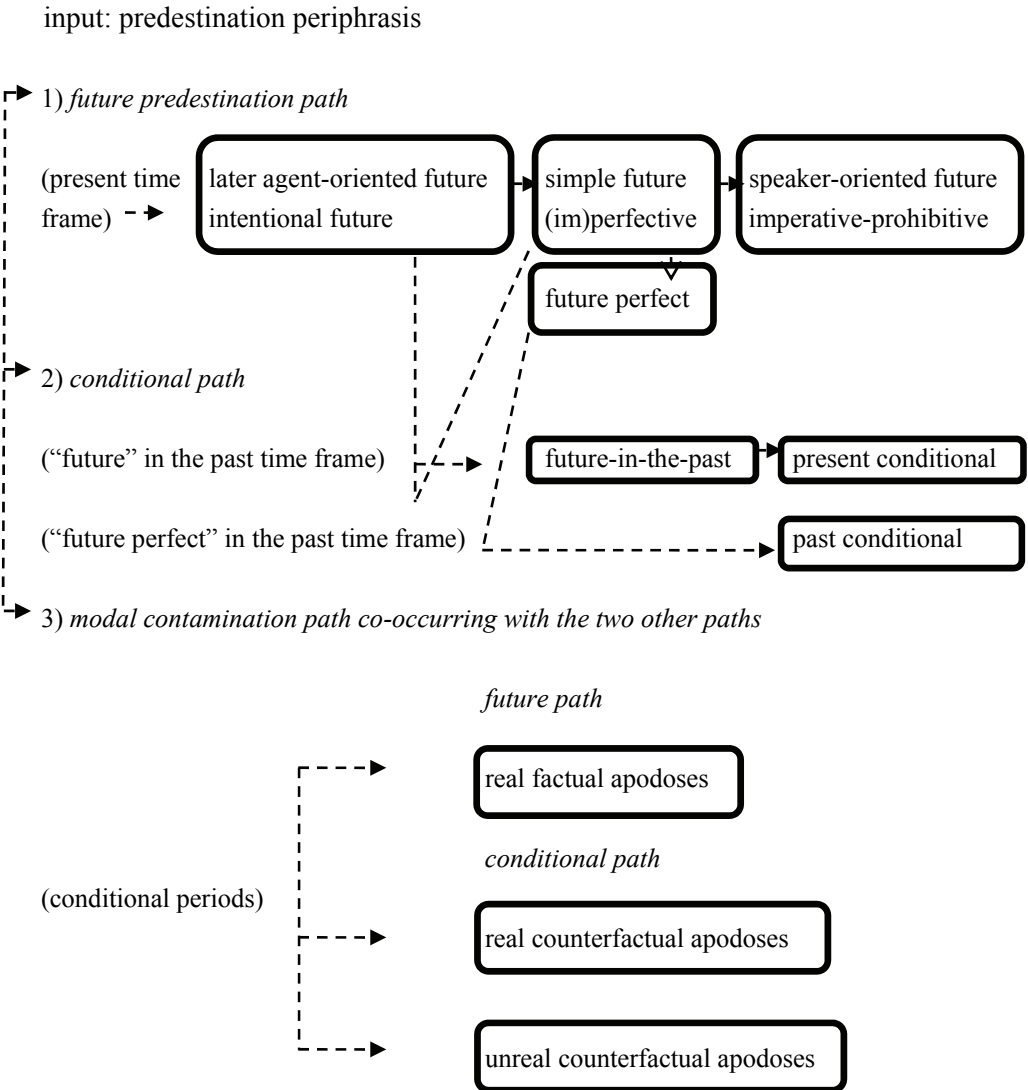 input: predestination periphrasis
1) future predestination path
(present time frame)
later agent-oriented future
intentional future
simple future
(im)perfective
speaker-oriented future
imperative-prohibitive
future perfect
2) conditional path
(“future” in the past time frame)
future-in-the-past
present conditional
(“future perfect” in the past time frame)
past conditional
3) modal contamination path co-occurring with the two other paths
future path
real factual apodoses
conditional path
(conditional periods)
real counterfactual apodoses
unreal counterfactual apodoses